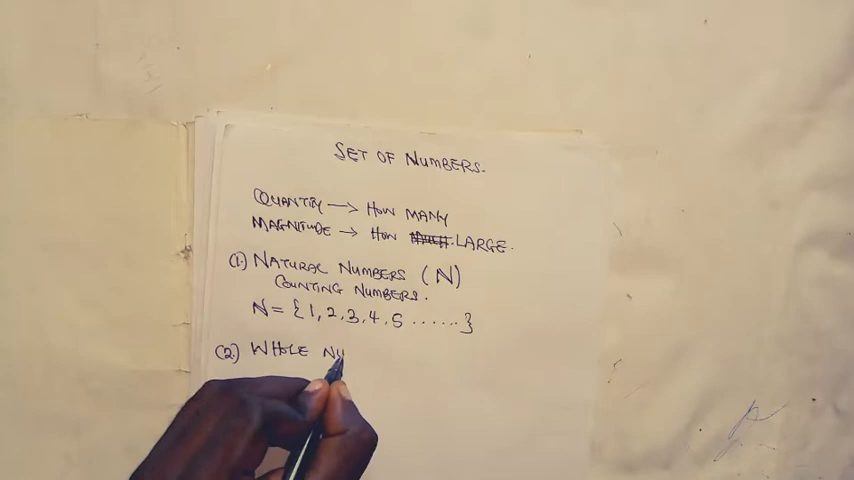 SET OF NUMBERS.
QUANTITY → HOW MANY
MAGNITUDE → HOW LARGE.
(1.) NATURAL NUMBERS (N)
COUNTING NUMBERS.
N = {1, 2, 3, 4, 5 ......}
(2.) WHOLE NU